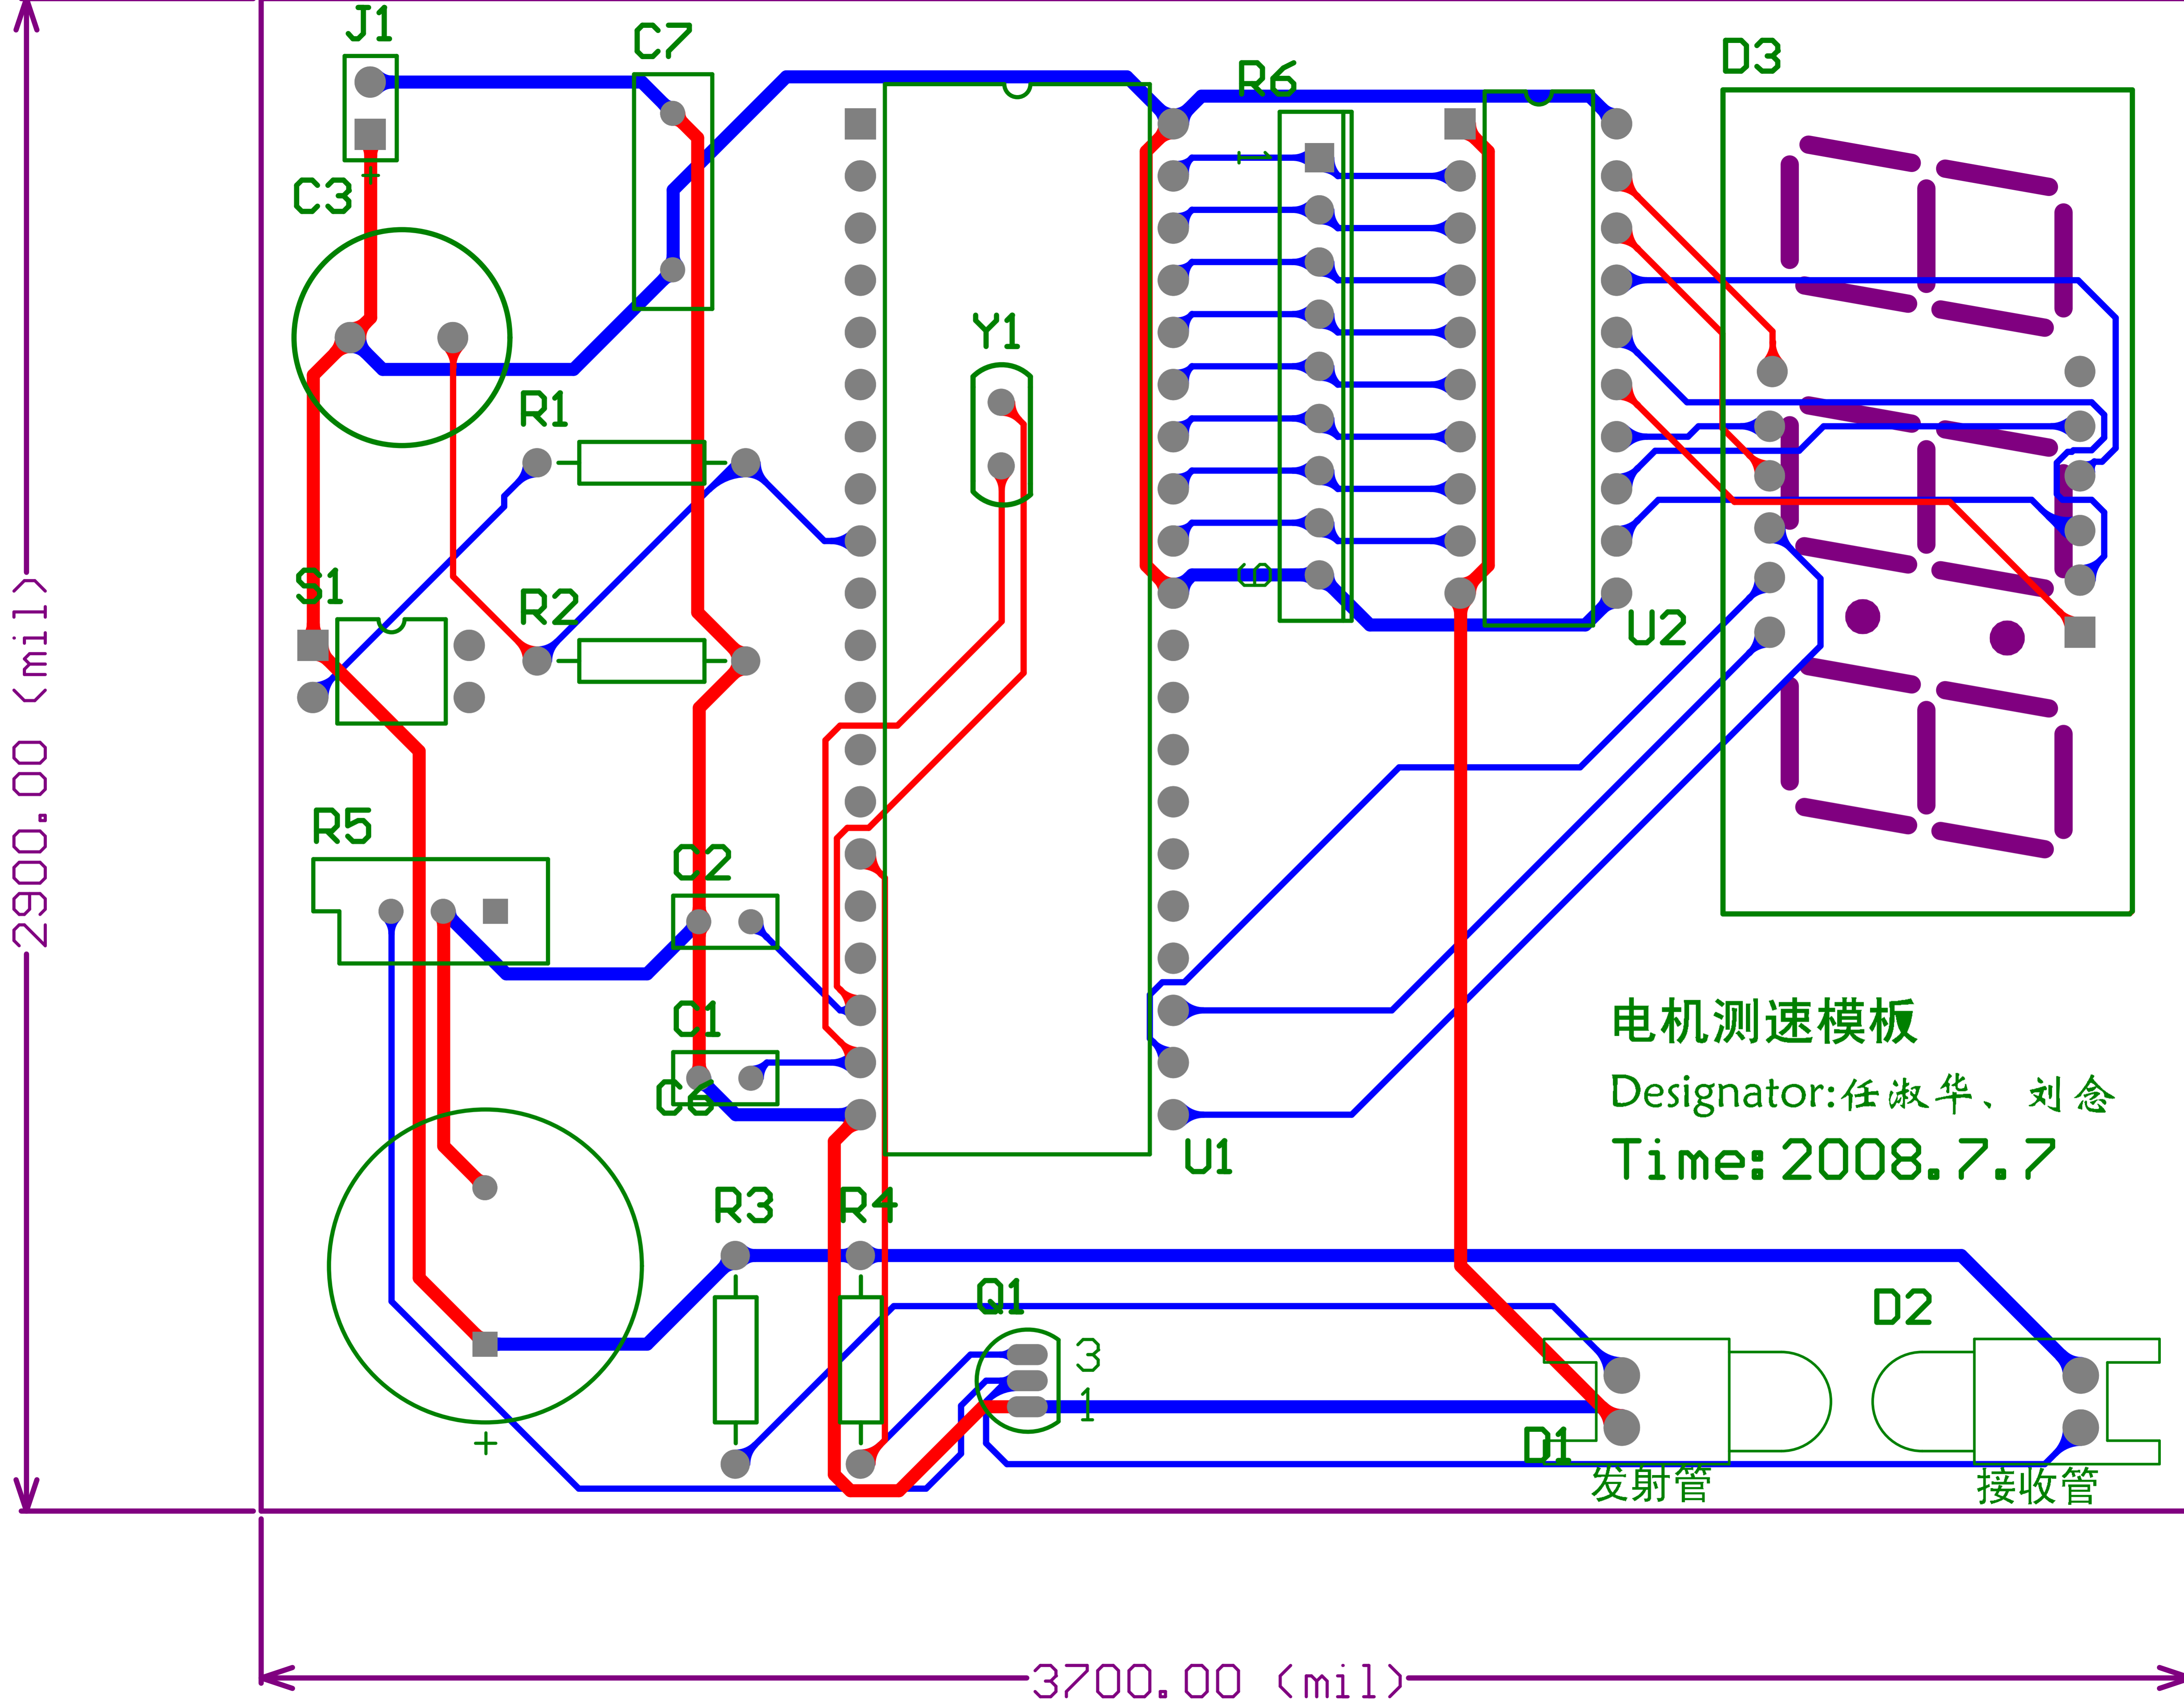 J1
C7
R6
D3
C3
+
1
Y1
R1
S1
R2
9
U2
2900.00 (mil)
R5
C2
电机测速模板
C1
C6
Designator:任淑华、刘念
U1
Time:2008.7.7
R3
R4
Q1
D2
3
1
+
D1
发射管
接收管
3700.00 (mil)